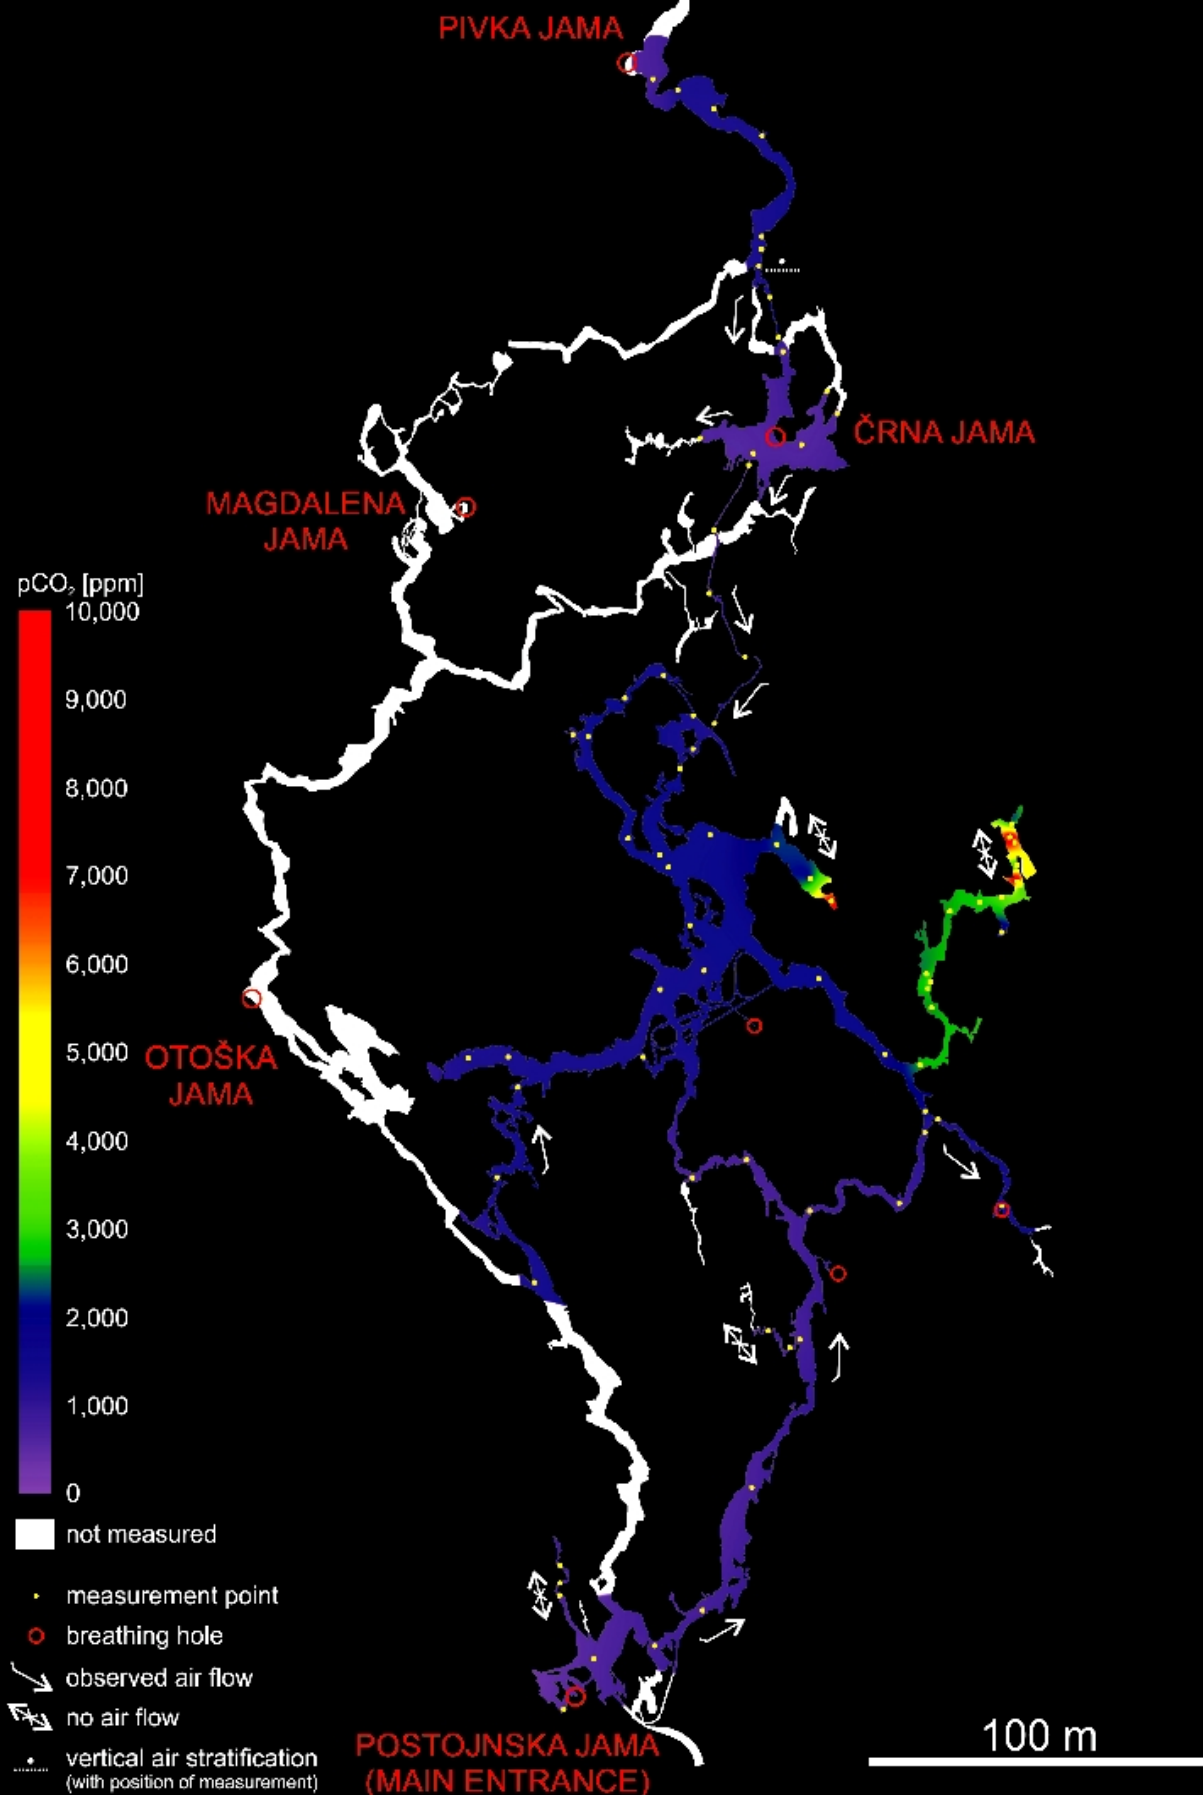 PIVKA JAMA
ČRNA JAMA
MAGDALENA
JAMA
pCO₂ [ppm]
10,000
9,000
8,000
7,000
6,000
5,000
4,000
3,000
2,000
1,000
0
OTOŠKA
JAMA
not measured
measurement point
breathing hole
observed air flow
no air flow
vertical air stratification
(with position of measurement)
POSTOJNSKA JAMA
(MAIN ENTRANCE)
100 m